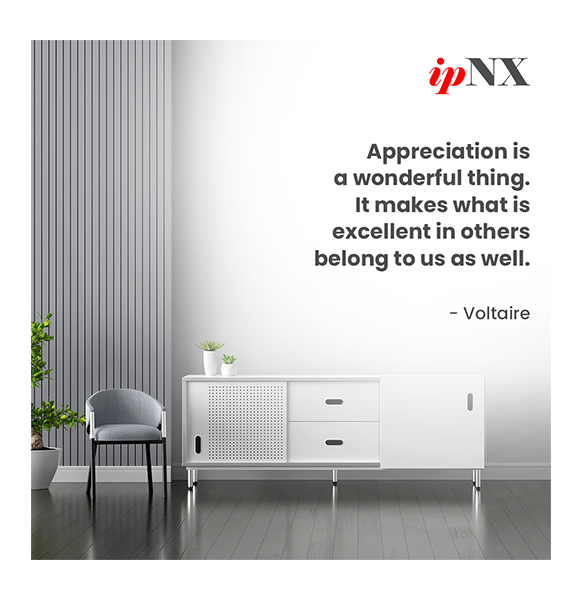 ipNX
Appreciation is
a wonderful thing.
It makes what is
excellent in others
belong to us as well.
- Voltaire